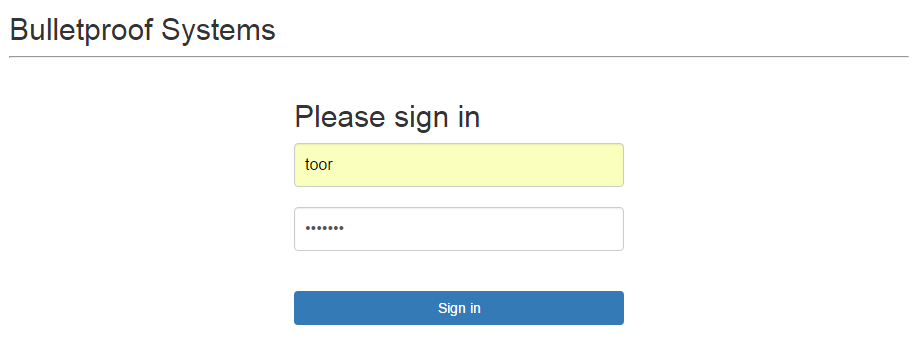 Bulletproof Systems
Please sign in
toor
•••••••
Sign in